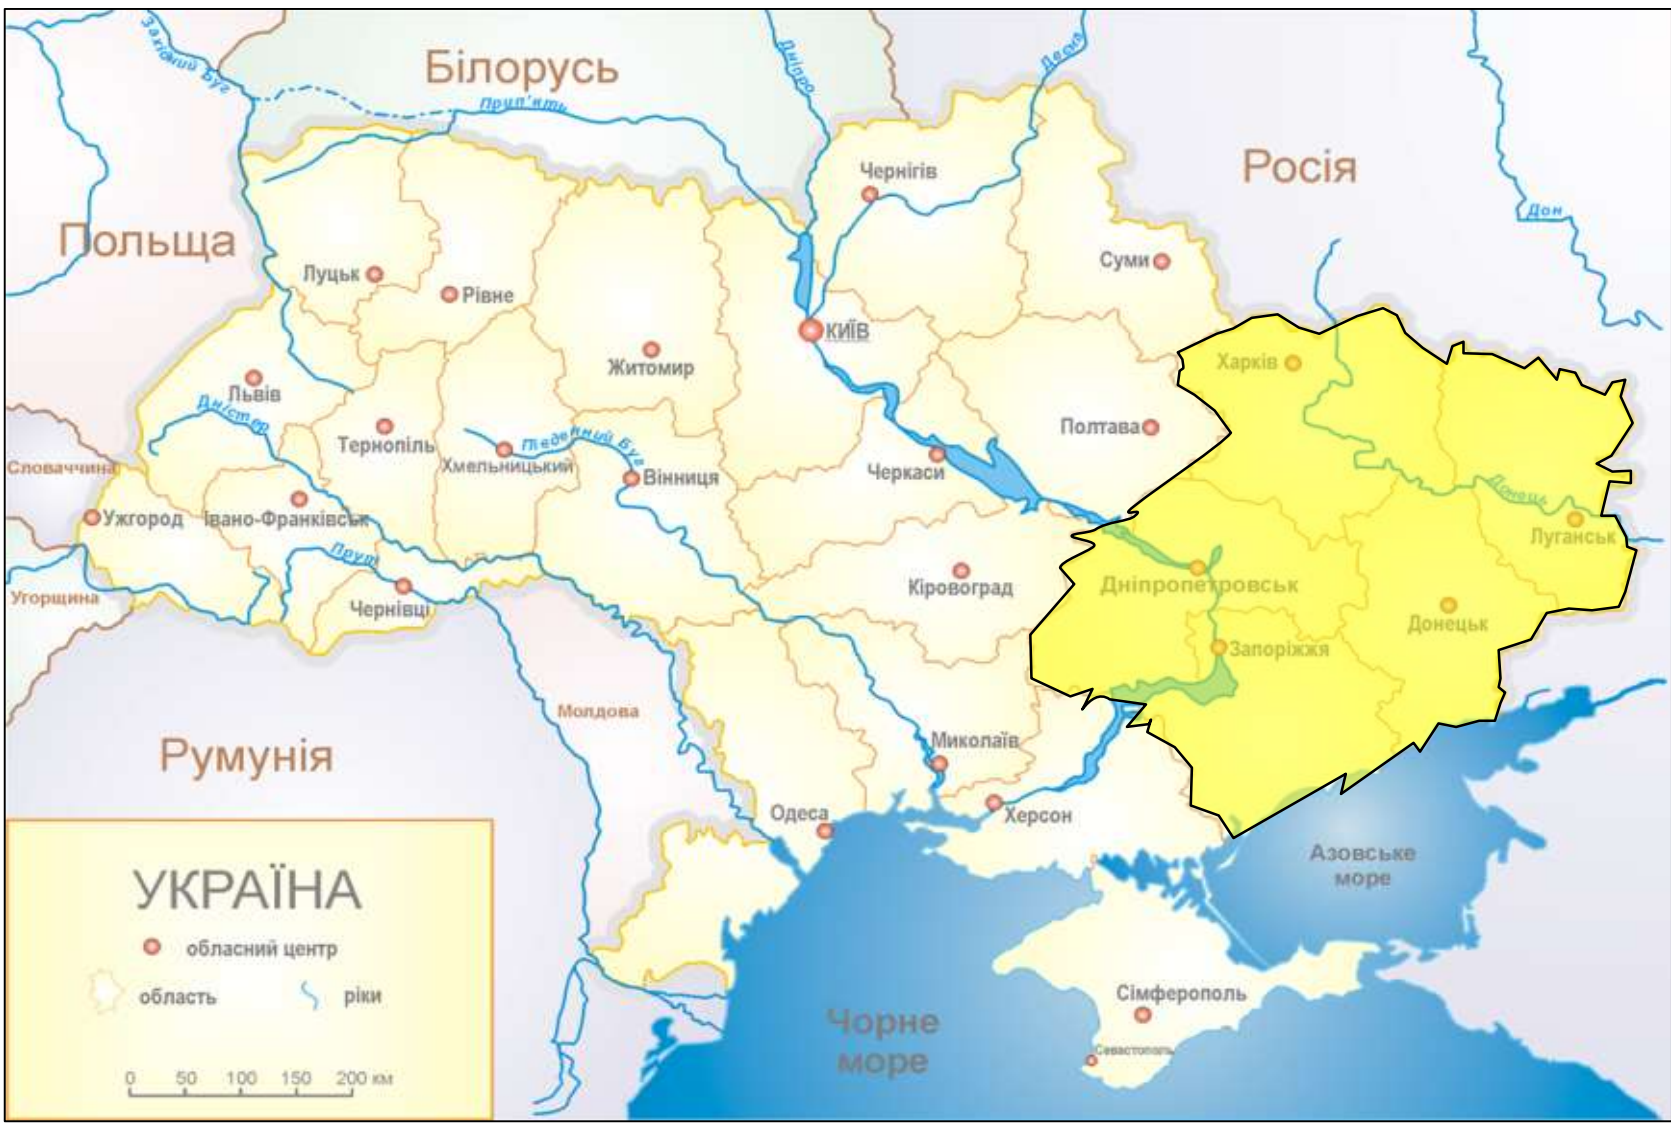 Західний Буг
Білорусь
Прип'ять
Дніпро
Десна
Росія
Дон
Чернігів
Польща
Суми
Луцьк
Рівне
КИЇВ
Житомир
Харків
Львів
Дністер
Тернопіль
Хмельницький
Південний Буг
Вінниця
Черкаси
Полтава
Словаччина
Ужгород
Івано-Франківськ
Донець
Луганськ
Прут
Чернівці
Угорщина
Кіровоград
Дніпропетровськ
Донецьк
Запоріжжя
Молдова
Румунія
Миколаїв
Одеса
Херсон
Азовське
море
УКРАЇНА
обласний центр
область
ріки
0 50 100 150 200 км
Сімферополь
Севастополь
Чорне
море